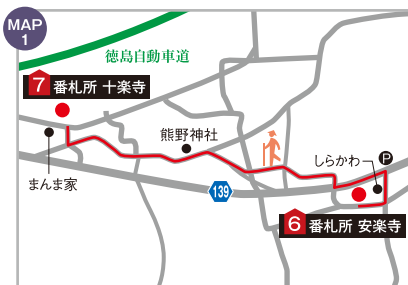 MAP
1
徳島自動車道
7 番札所 十楽寺
熊野神社
P
しらかわ
まんま家
139
6 番札所 安楽寺